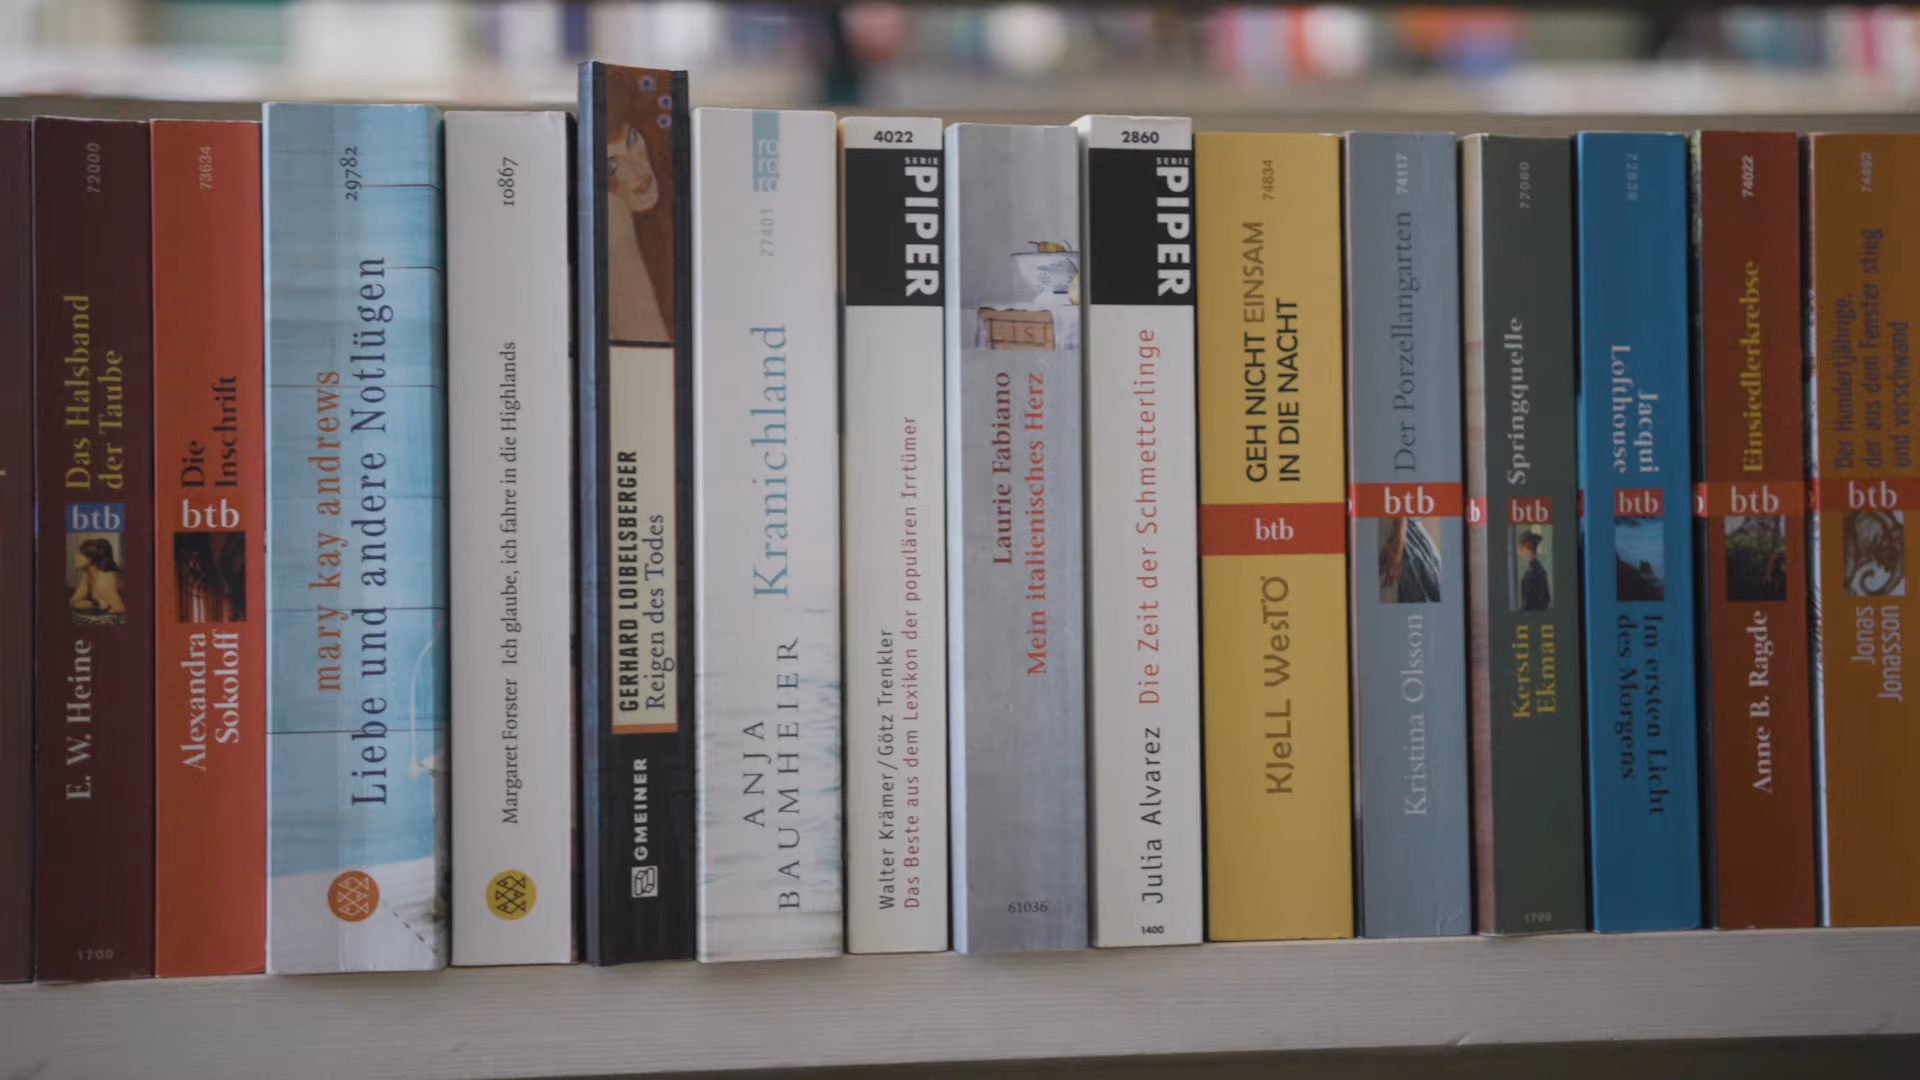 72000
Das Halsband
der Taube
btb
E. W. Heine
1700
73634
Die
Inschrift
btb
Alexandra
Sokoloff
29782
mary kay andrews
Liebe und andere Notlügen
10867
Margaret Forster Ich glaube, ich fahre in die Highlands
GERHARD LOIBELSBERGER
Reigen des Todes
GMEINER
27401
Kranichland
ANJA
BAUMHEIER
4022
SERIE
PIPER
Walter Krämer/Götz Trenkler
Das Beste aus dem Lexikon der populären Irrtümer
Laurie Fabiano
Mein italienisches Herz
61036
2860
SERIE
PIPER
Julia Alvarez Die Zeit der Schmetterlinge
1400
74834
GEH NICHT EINSAM
IN DIE NACHT
btb
KJeLL WeSTÖ
74117
Der Porzellangarten
btb
Kristina Olsson
72060
Springquelle
btb
Kerstin
Ekman
1700
Jacqui
Lofthouse
btb
Im ersten Licht
des Morgens
74022
Einsiedlerkrebse
btb
Anne B. Ragde
74492
Der Hundertjährige,
der aus dem Fenster stieg
und verschwand
btb
Jonas
Jonasson